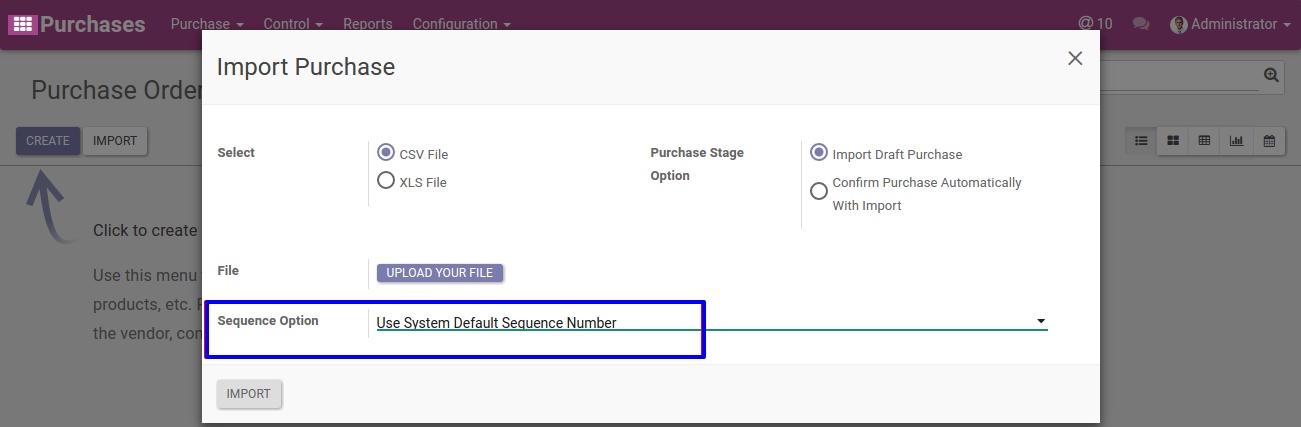 Purchases Purchase Control Reports Configuration @ 10 Administrator
Import Purchase
Purchase Order
CREATE IMPORT
Select
CSV File
XLS File
Purchase Stage
Option
Import Draft Purchase
Confirm Purchase Automatically
With Import
Click to create
Use this menu
products, etc.
the vendor, con
File UPLOAD YOUR FILE
Sequence Option Use System Default Sequence Number
IMPORT